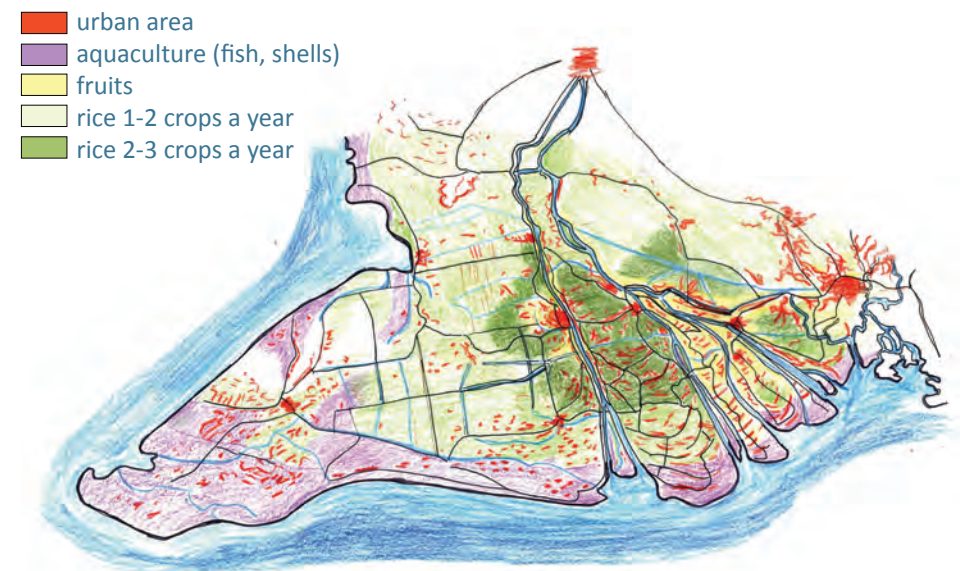 urban area
aquaculture (fish, shells)
fruits
rice 1-2 crops a year
rice 2-3 crops a year